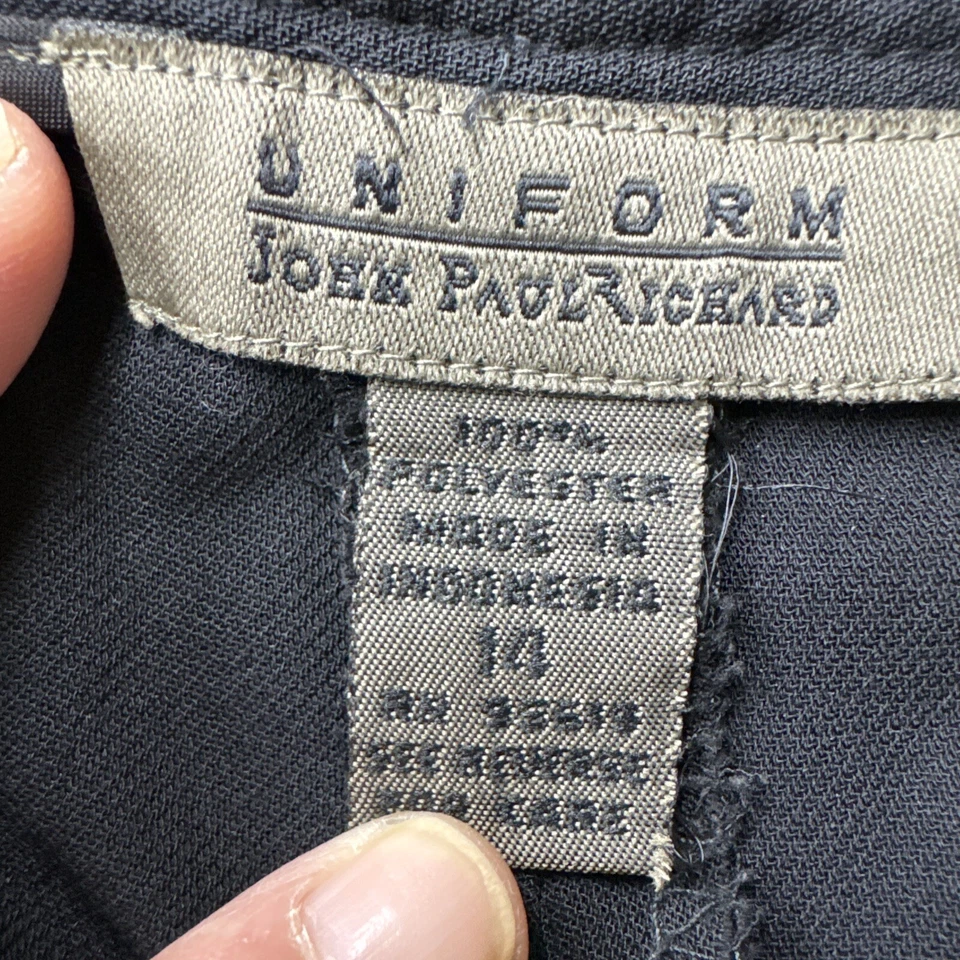 UNIFORM
JOHN PAUL RICHARD
100%
POLYESTER
MADE IN
INDONESIA
14
RN
SEE REVERSE
FOR CARE